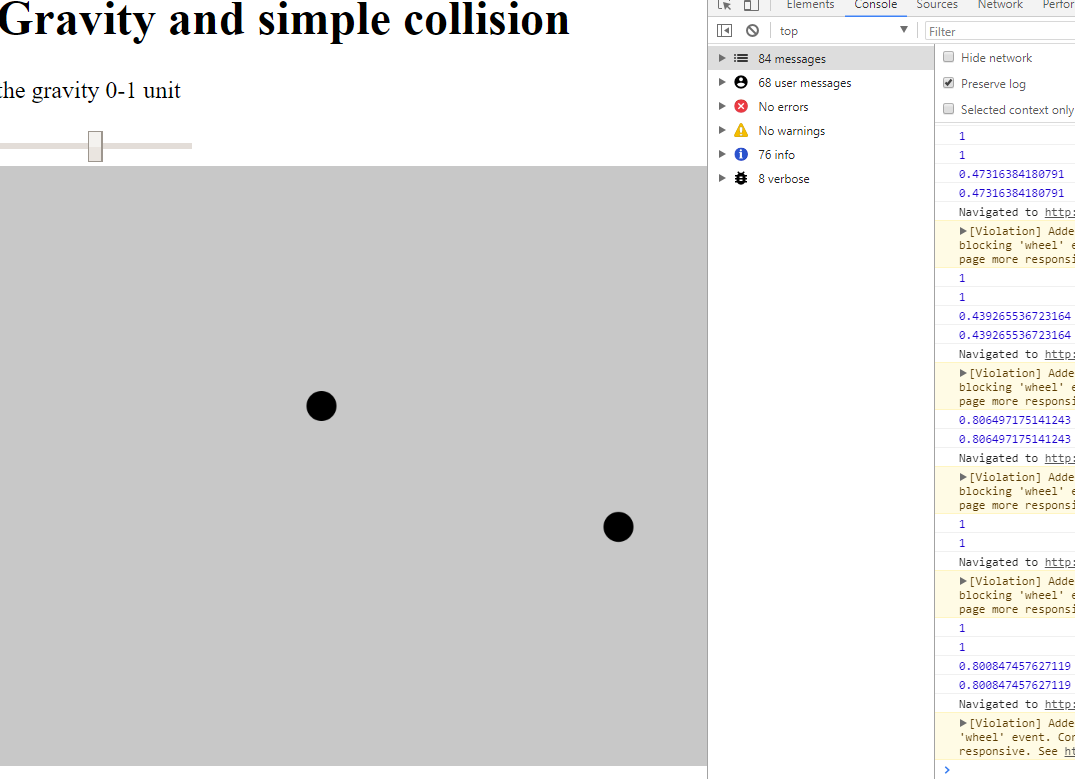 Gravity and simple collision
the gravity 0-1 unit
Elements Console Sources Network Perfor
top Filter
84 messages
68 user messages
No errors
No warnings
76 info
8 verbose
Hide network
Preserve log
Selected context only
1
1
0.47316384180791
0.47316384180791
Navigated to http:
[Violation] Adde
blocking 'wheel' e
page more responsi
1
1
0.439265536723164
0.439265536723164
Navigated to http:
[Violation] Adde
blocking 'wheel' e
page more responsi
0.806497175141243
0.806497175141243
Navigated to http:
[Violation] Adde
blocking 'wheel' e
page more responsi
1
1
Navigated to http:
[Violation] Adde
blocking 'wheel' e
page more responsi
1
1
0.800847457627119
0.800847457627119
Navigated to http:
[Violation] Adde
'wheel' event. Cor
responsive. See ht